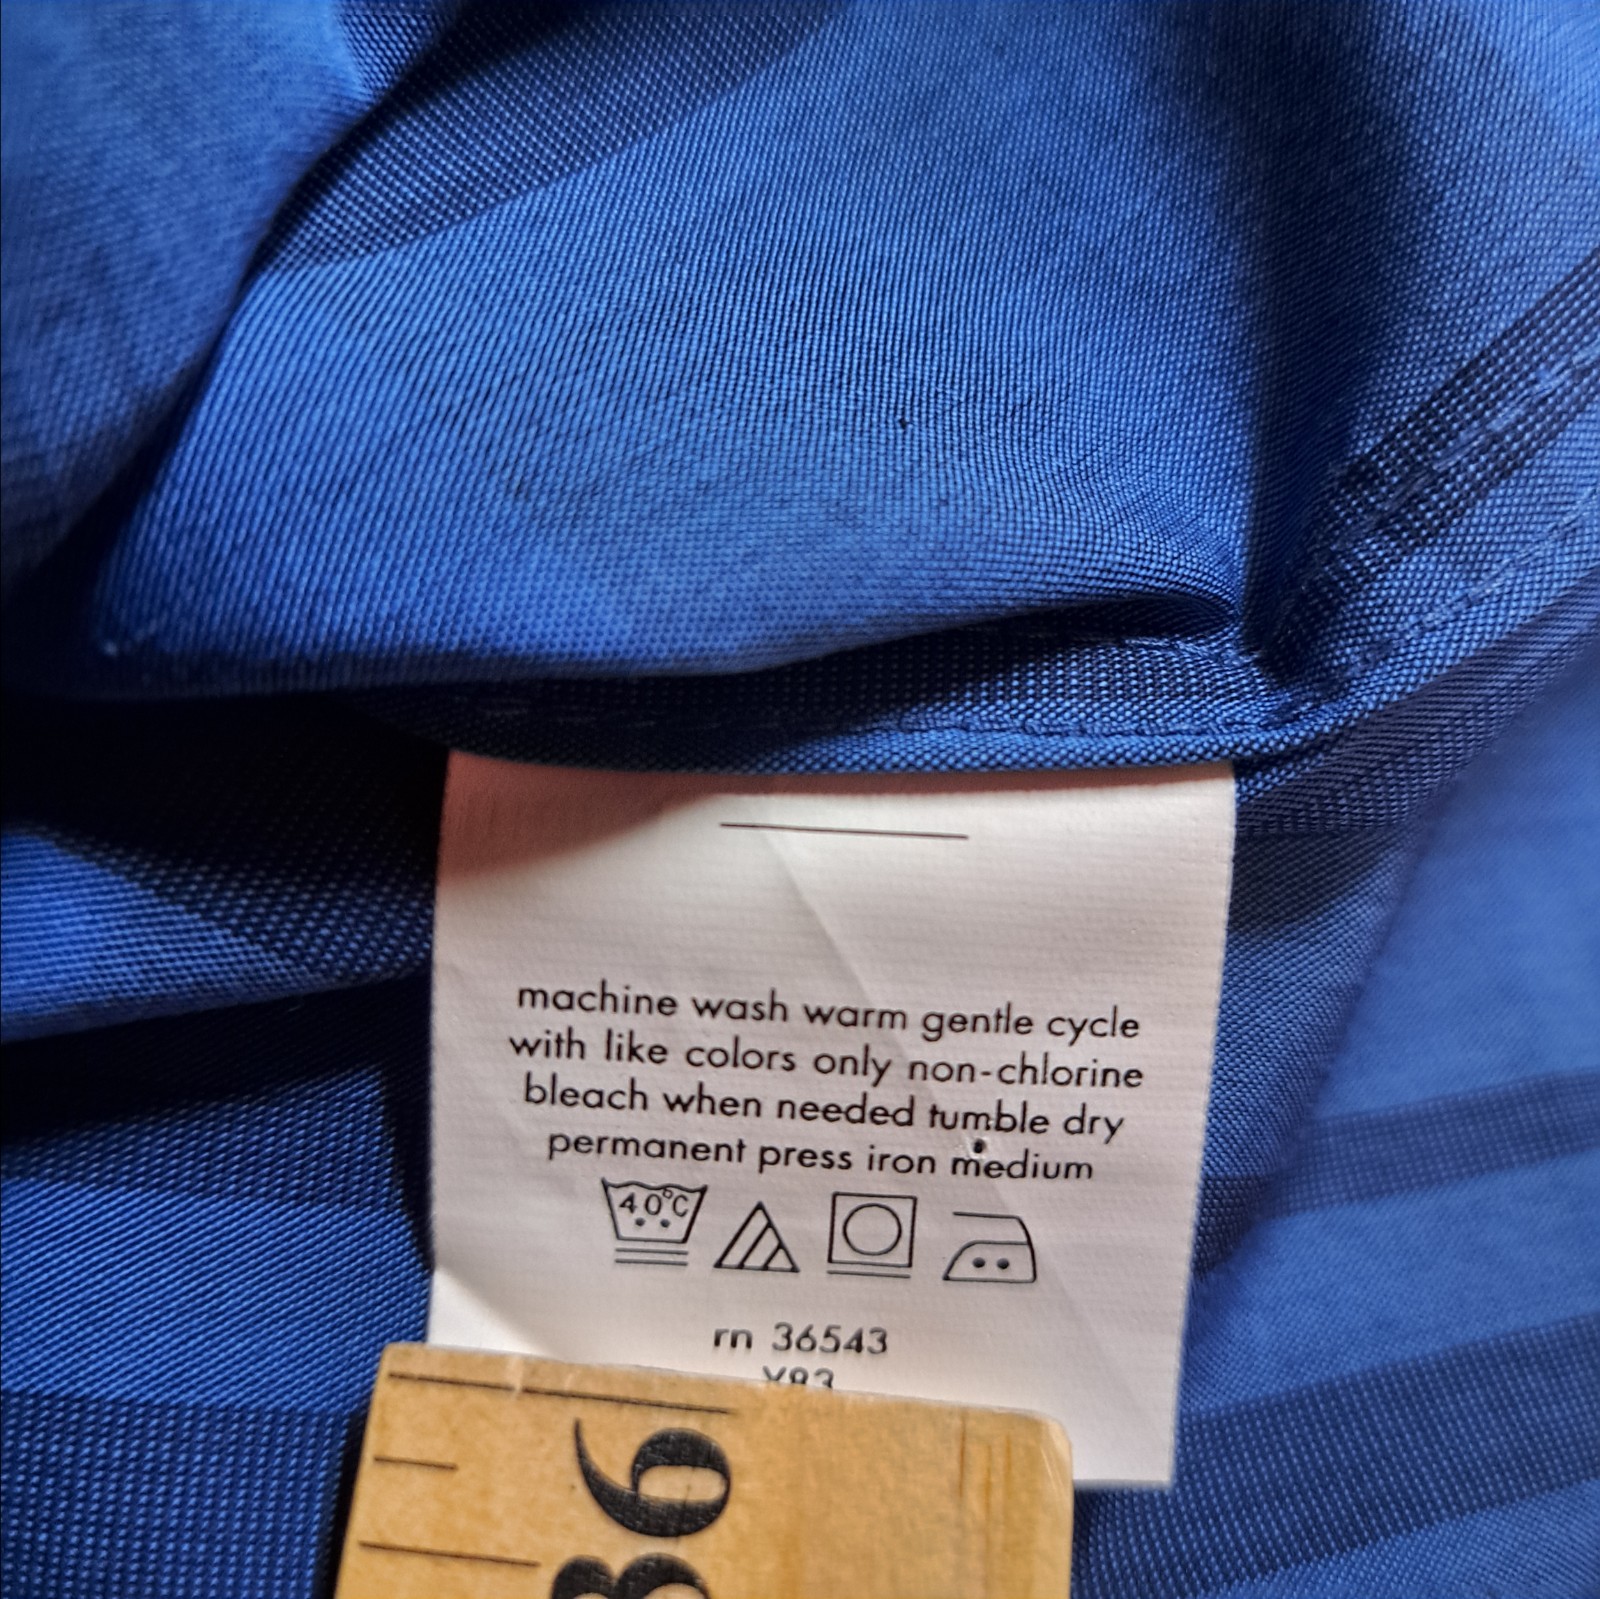 machine wash warm gentle cycle
with like colors only non-chlorine
bleach when needed tumble dry
permanent press iron medium
40°C
rn 36543
36